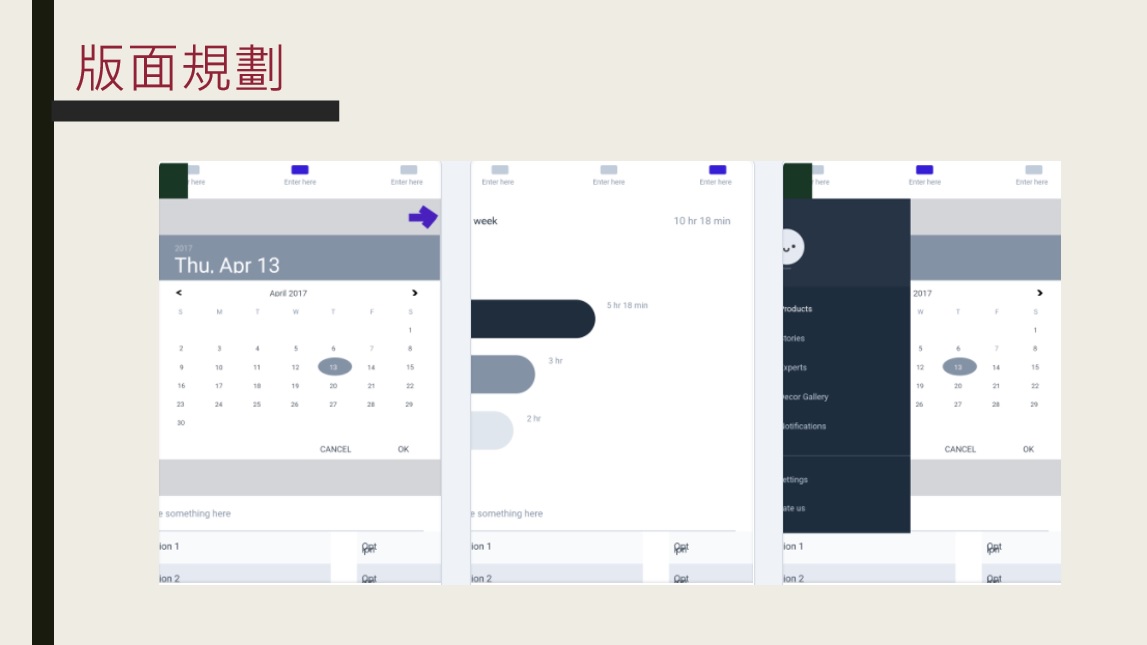 版面規劃
here
Enter here
Enter here
2017
Thu, Apr 13
< April 2017 >
S M T W T F S
1
2 3 4 5 6 7 8
9 10 11 12 13 14 15
16 17 18 19 20 21 22
23 24 25 26 27 28 29
30
CANCEL OK
e something here
ion 1
ion 2
Opt
Enter here
Enter here
Enter here
week
10 hr 18 min
5 hr 18 min
3 hr
2 hr
e something here
ion 1
ion 2
Opt
here
Enter here
Enter here
roducts
tories
xperts
ecor Gallery
otifications
ettings
ate us
2017 >
W T F S
1
5 6 7 8
12 13 14 15
19 20 21 22
26 27 28 29
CANCEL OK
ion 1
ion 2
Opt